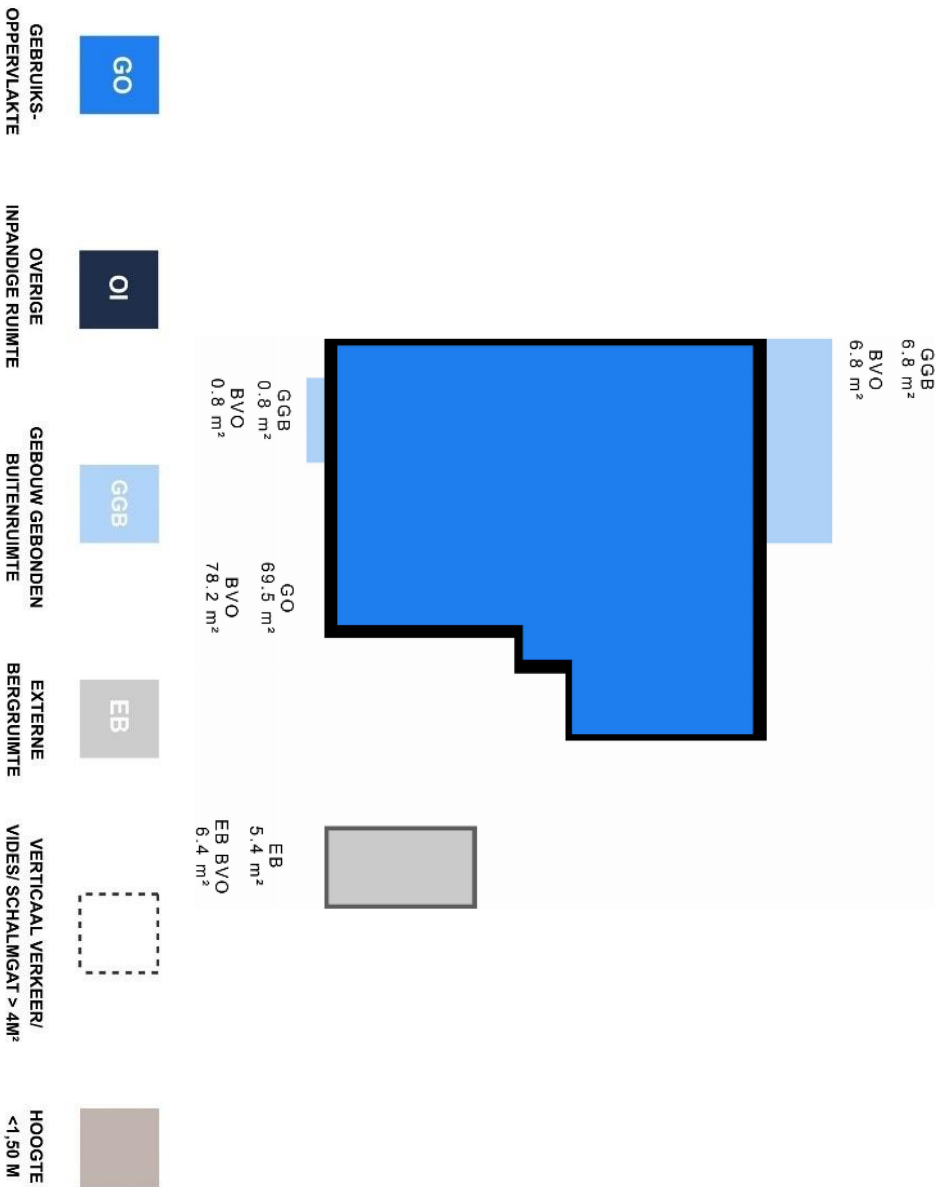 GGB
6.8 m²
BVO
6.8 m²
GGB
0.8 m²
BVO
0.8 m²
GO
69.5 m²
BVO
78.2 m²
EB
5.4 m²
EB BVO
6.4 m²
GO
GEBRUIKS-
OPPERVLAKTE
OI
OVERIGE
INPANDIGE RUIMTE
GGB
GEBOUW GEBONDEN
BUITENRUIMTE
EB
EXTERNE
BERGRUIMTE
VERTICAAL VERKEER/
VIDES/ SCHALMGAT > 4M²
HOOGTE
<1,50 M